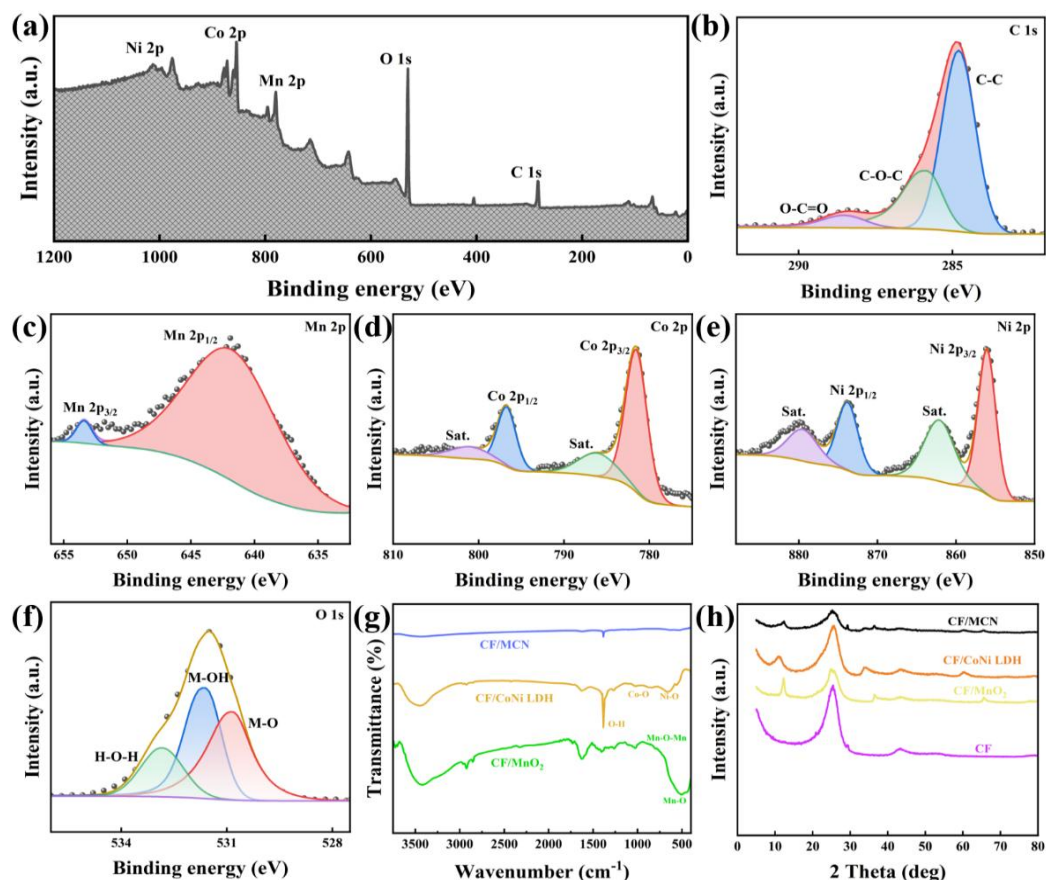 (a)
Ni 2p
Co 2p
Mn 2p
O 1s
C 1s
Intensity (a.u.)
1200 1000 800 600 400 200 0
Binding energy (eV)
(b)
C 1s
C-C
C-O-C
O-C=O
Intensity (a.u.)
290 285
Binding energy (eV)
(c)
Mn 2p
Mn 2p1/2
Mn 2p3/2
Intensity (a.u.)
655 650 645 640 635
Binding energy (eV)
(d)
Co 2p
Co 2p3/2
Co 2p1/2
Sat.
Sat.
Intensity (a.u.)
810 800 790 780
Binding energy (eV)
(e)
Ni 2p
Ni 2p3/2
Ni 2p1/2
Sat.
Sat.
Intensity (a.u.)
880 870 860 850
Binding energy (eV)
(f)
O 1s
M-OH
M-O
H-O-H
Intensity (a.u.)
534 531 528
Binding energy (eV)
(g)
CF/MCN
CF/CoNi LDH
Co-O
Ni-O
O-H
Mn-O-Mn
CF/MnO2
Mn-O
Transmittance (%)
3500 3000 2500 2000 1500 1000 500
Wavenumber (cm-1)
(h)
CF/MCN
CF/CoNi LDH
CF/MnO2
CF
Intensity (a.u.)
0 10 20 30 40 50 60 70 80
2 Theta (deg)